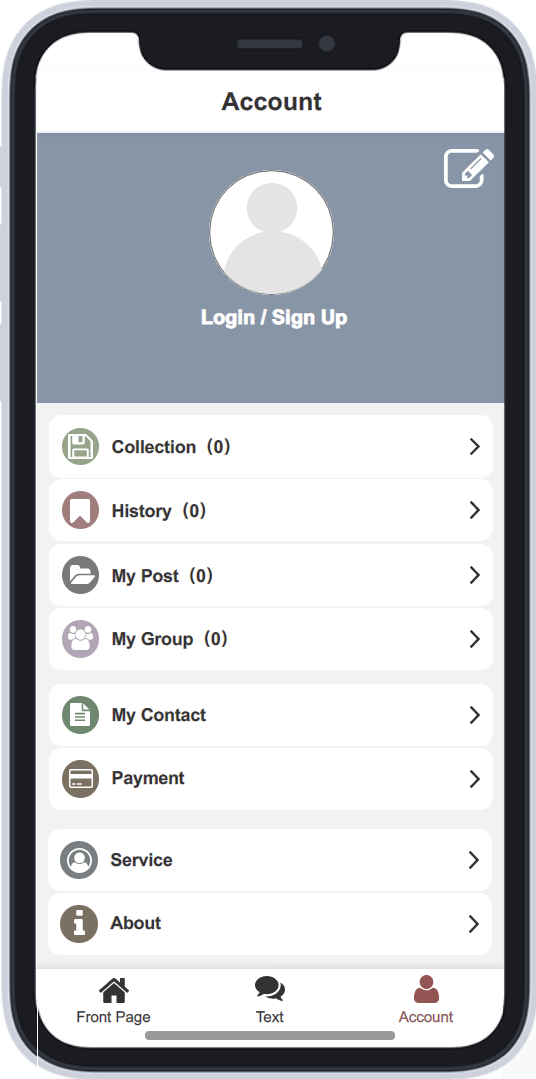 Account
Login / Sign Up
Collection（0）
History（0）
My Post（0）
My Group（0）
My Contact
Payment
Service
About
Front Page
Text
Account